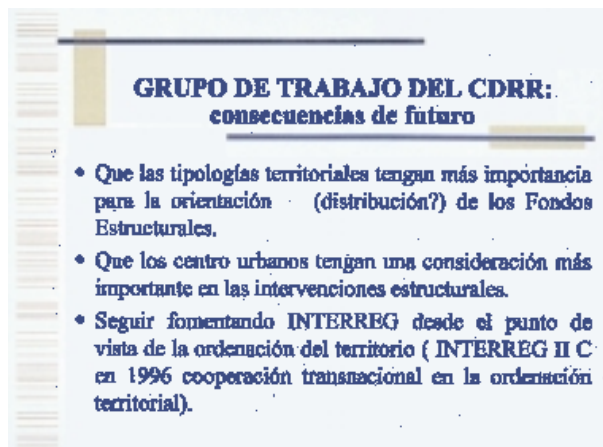 GRUPO DE TRABAJO DEL CDRR:
consecuencias de futuro
• Que las tipologías territoriales tengan más importancia
para la orientación (distribución?) de los Fondos
Estructurales.
• Que los centro urbanos tengan una consideración más
importante en las intervenciones estructurales.
• Seguir fomentando INTERREG desde el punto de
vista de la ordenación del territorio ( INTERREG II C
en 1996 cooperación transnacional en la ordenación
territorial).